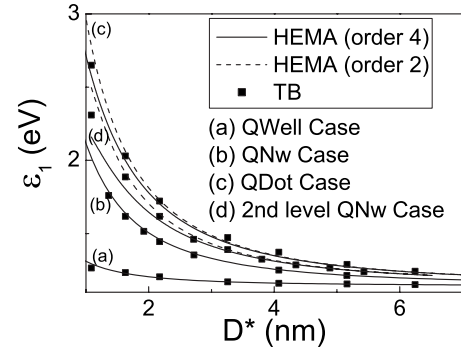 3
2
ε₁ (eV)
(c)
(d)
(b)
(a)
HEMA (order 4)
HEMA (order 2)
TB
(a) QWell Case
(b) QNw Case
(c) QDot Case
(d) 2nd level QNw Case
2 4 6
D* (nm)